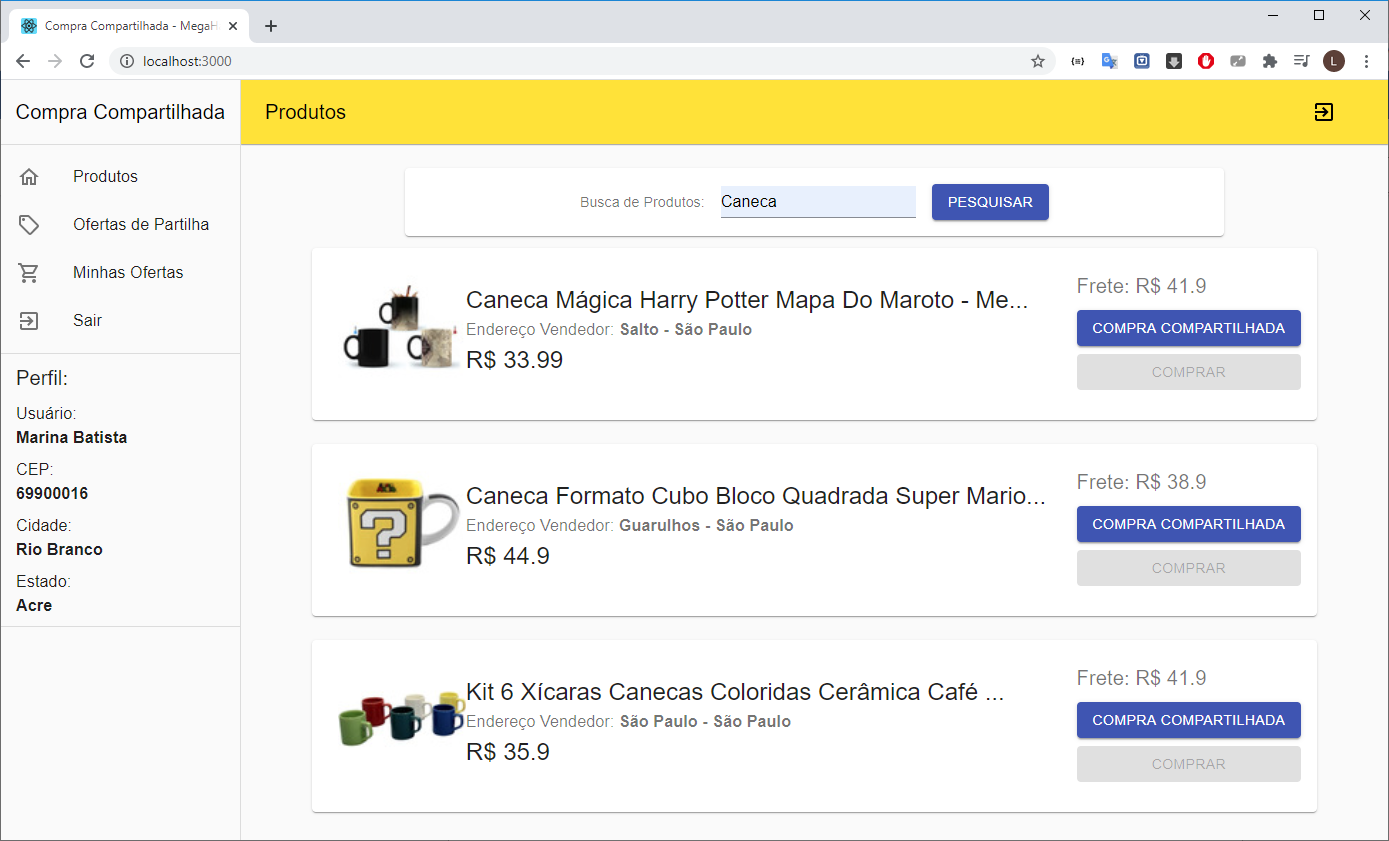 Compra Compartilhada - MegaH
localhost:3000
L
Compra Compartilhada
Produtos
Produtos
Ofertas de Partilha
Minhas Ofertas
Sair
Perfil:
Usuário:
Marina Batista
CEP:
69900016
Cidade:
Rio Branco
Estado:
Acre
Busca de Produtos: Caneca PESQUISAR
Caneca Mágica Harry Potter Mapa Do Maroto - Me...
Endereço Vendedor: Salto - São Paulo
R$ 33.99
Frete: R$ 41.9
COMPRA COMPARTILHADA
COMPRAR
Caneca Formato Cubo Bloco Quadrada Super Mario...
Endereço Vendedor: Guarulhos - São Paulo
R$ 44.9
Frete: R$ 38.9
COMPRA COMPARTILHADA
COMPRAR
Kit 6 Xícaras Canecas Coloridas Cerâmica Café ...
Endereço Vendedor: São Paulo - São Paulo
R$ 35.9
Frete: R$ 41.9
COMPRA COMPARTILHADA
COMPRAR